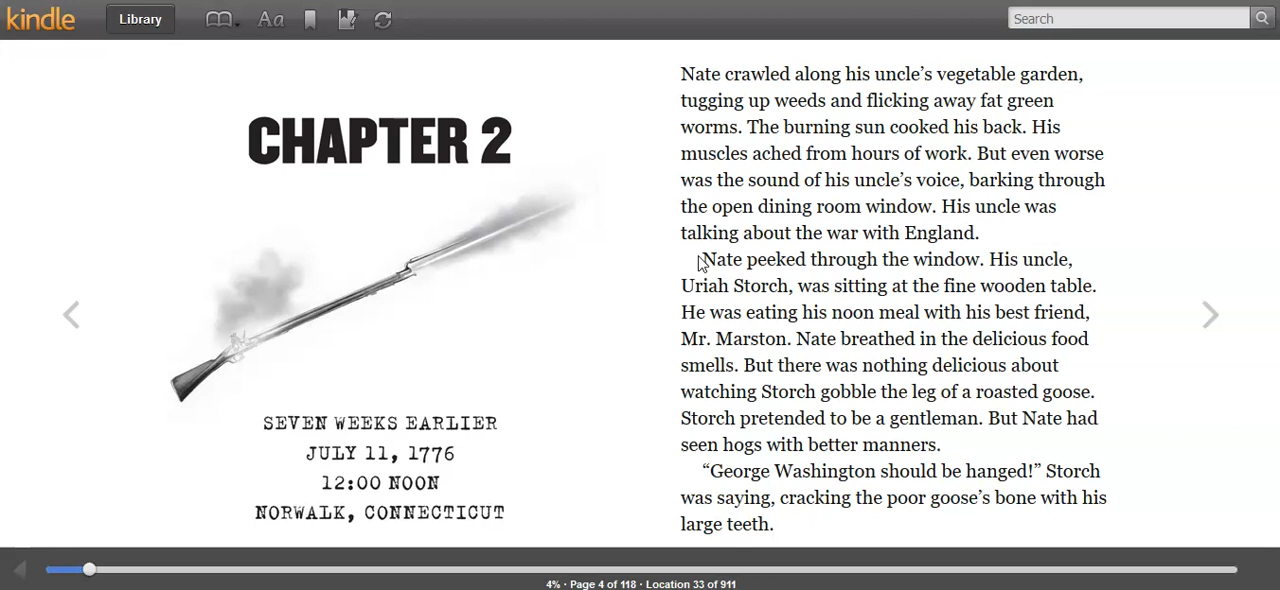 kindle
Library
Aa
Search
CHAPTER 2
SEVEN WEEKS EARLIER
JULY 11, 1776
12:00 NOON
NORWALK, CONNECTICUT
Nate crawled along his uncle’s vegetable garden,
tugging up weeds and flicking away fat green
worms. The burning sun cooked his back. His
muscles ached from hours of work. But even worse
was the sound of his uncle’s voice, barking through
the open dining room window. His uncle was
talking about the war with England.
Nate peeked through the window. His uncle,
Uriah Storch, was sitting at the fine wooden table.
He was eating his noon meal with his best friend,
Mr. Marston. Nate breathed in the delicious food
smells. But there was nothing delicious about
watching Storch gobble the leg of a roasted goose.
Storch pretended to be a gentleman. But Nate had
seen hogs with better manners.
“George Washington should be hanged!” Storch
was saying, cracking the poor goose’s bone with his
large teeth.
4% · Page 4 of 118 · Location 33 of 911